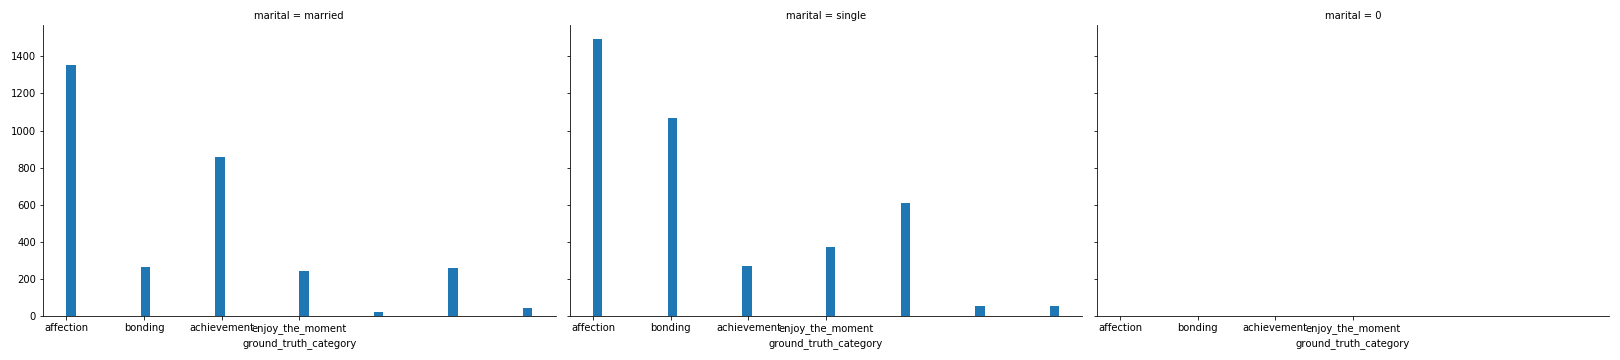 marital = married
marital = single
marital = 0
1400
1200
1000
800
600
400
200
0
affection bonding achievement enjoy_the_moment
affection bonding achievement enjoy_the_moment
affection bonding achievement enjoy_the_moment
ground_truth_category
ground_truth_category
ground_truth_category